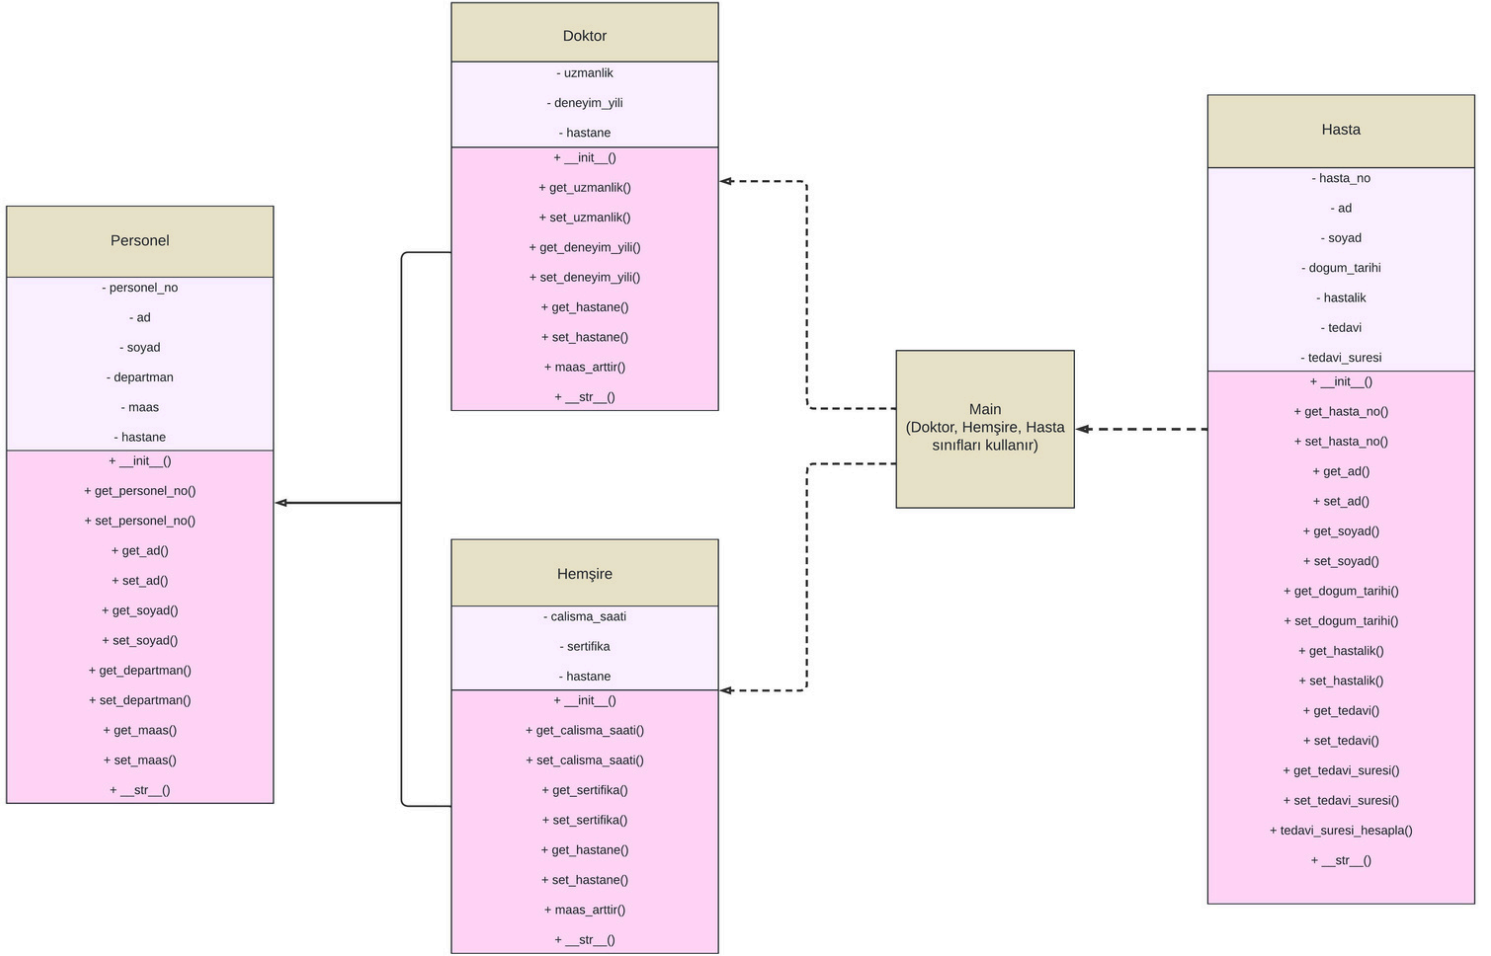 Personel
- personel_no
- ad
- soyad
- departman
- maas
- hastane
+ __init__()
+ get_personel_no()
+ set_personel_no()
+ get_ad()
+ set_ad()
+ get_soyad()
+ set_soyad()
+ get_departman()
+ set_departman()
+ get_maas()
+ set_maas()
+ __str__()
Doktor
- uzmanlik
- deneyim_yili
- hastane
+ __init__()
+ get_uzmanlik()
+ set_uzmanlik()
+ get_deneyim_yili()
+ set_deneyim_yili()
+ get_hastane()
+ set_hastane()
+ maas_arttir()
+ __str__()
Hemşire
- calisma_saati
- sertifika
- hastane
+ __init__()
+ get_calisma_saati()
+ set_calisma_saati()
+ get_sertifika()
+ set_sertifika()
+ get_hastane()
+ set_hastane()
+ maas_arttir()
+ __str__()
Main
(Doktor, Hemşire, Hasta
sınıfları kullanır)
Hasta
- hasta_no
- ad
- soyad
- dogum_tarihi
- hastalik
- tedavi
- tedavi_suresi
+ __init__()
+ get_hasta_no()
+ set_hasta_no()
+ get_ad()
+ set_ad()
+ get_soyad()
+ set_soyad()
+ get_dogum_tarihi()
+ set_dogum_tarihi()
+ get_hastalik()
+ set_hastalik()
+ get_tedavi()
+ set_tedavi()
+ get_tedavi_suresi()
+ set_tedavi_suresi()
+ tedavi_suresi_hesapla()
+ __str__()